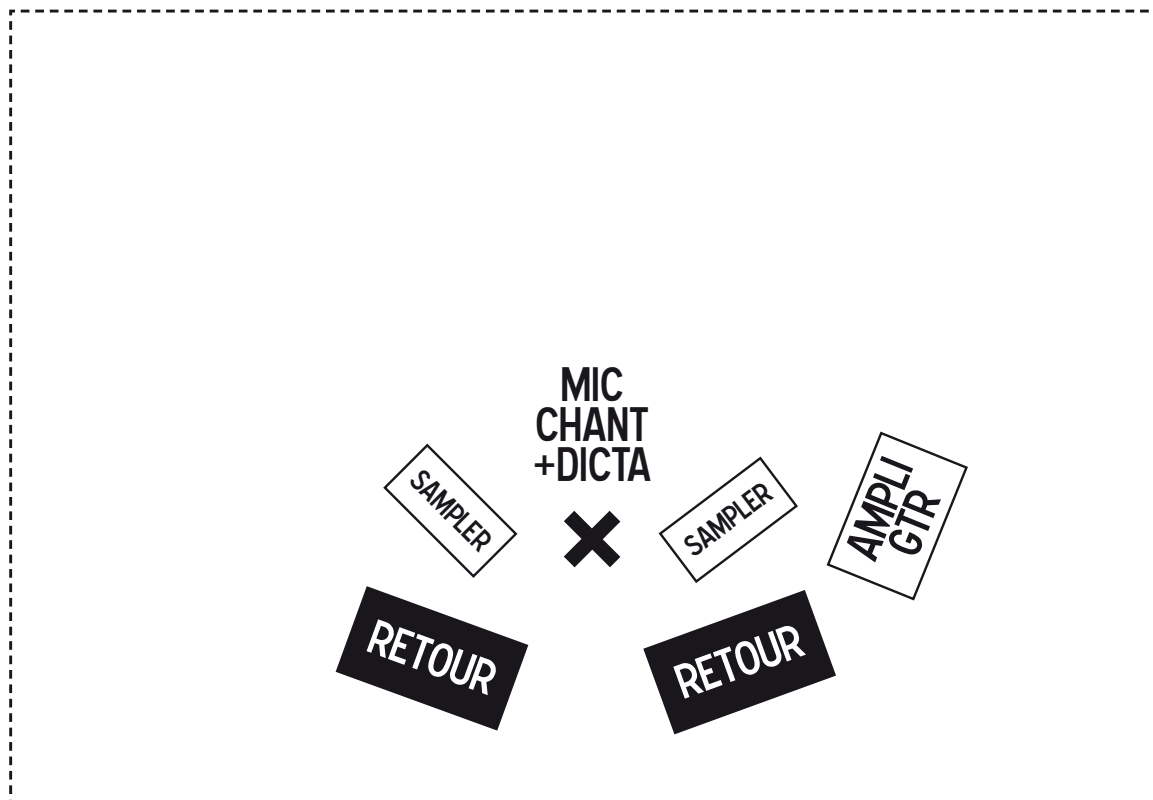 MIC
CHANT
+DICTA
SAMPLER
SAMPLER
AMPLI
GTR
RETOUR
RETOUR